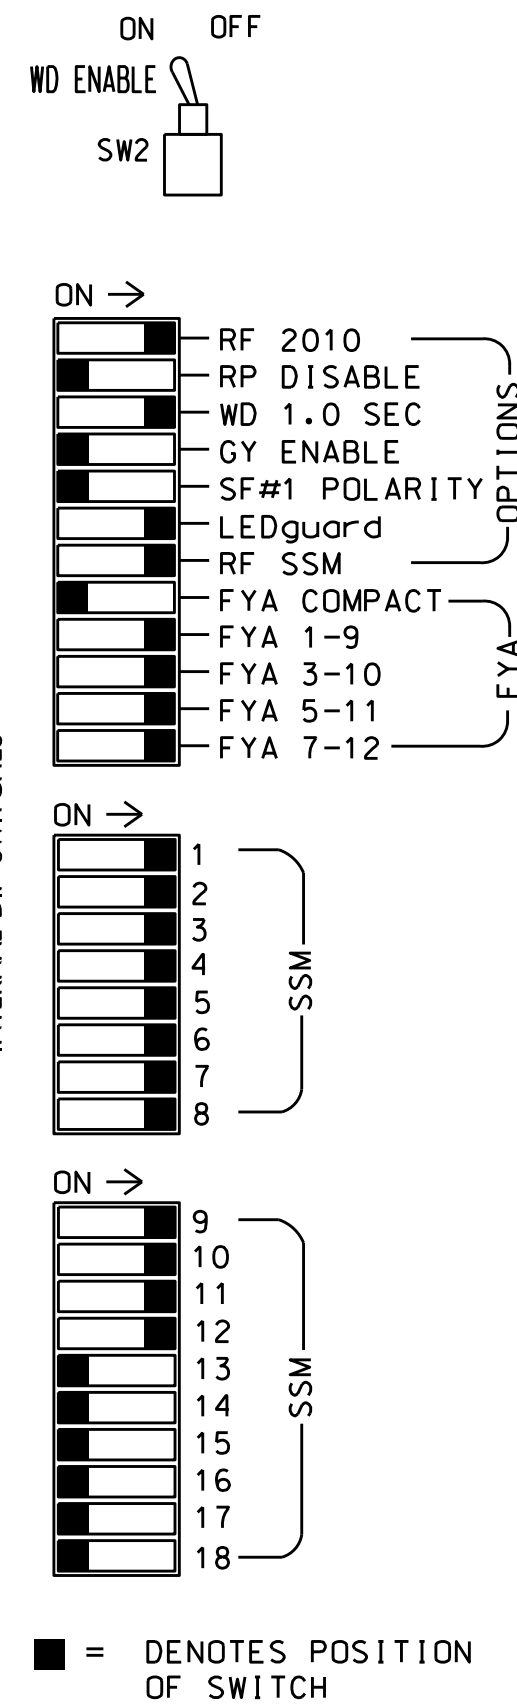 ON OFF
WD ENABLE
SW2
ON
RF 2010
RP DISABLE
WD 1.0 SEC
GY ENABLE
SF#1 POLARITY
LEDguard
RF SSM
OPTIONS
FYA COMPACT
FYA 1-9
FYA 3-10
FYA 5-11
FYA 7-12
FYA
ON
1
2
3
4
5
6
7
8
SSM
ON
9
10
11
12
13
14
15
16
17
18
SSM
= DENOTES POSITION
OF SWITCH